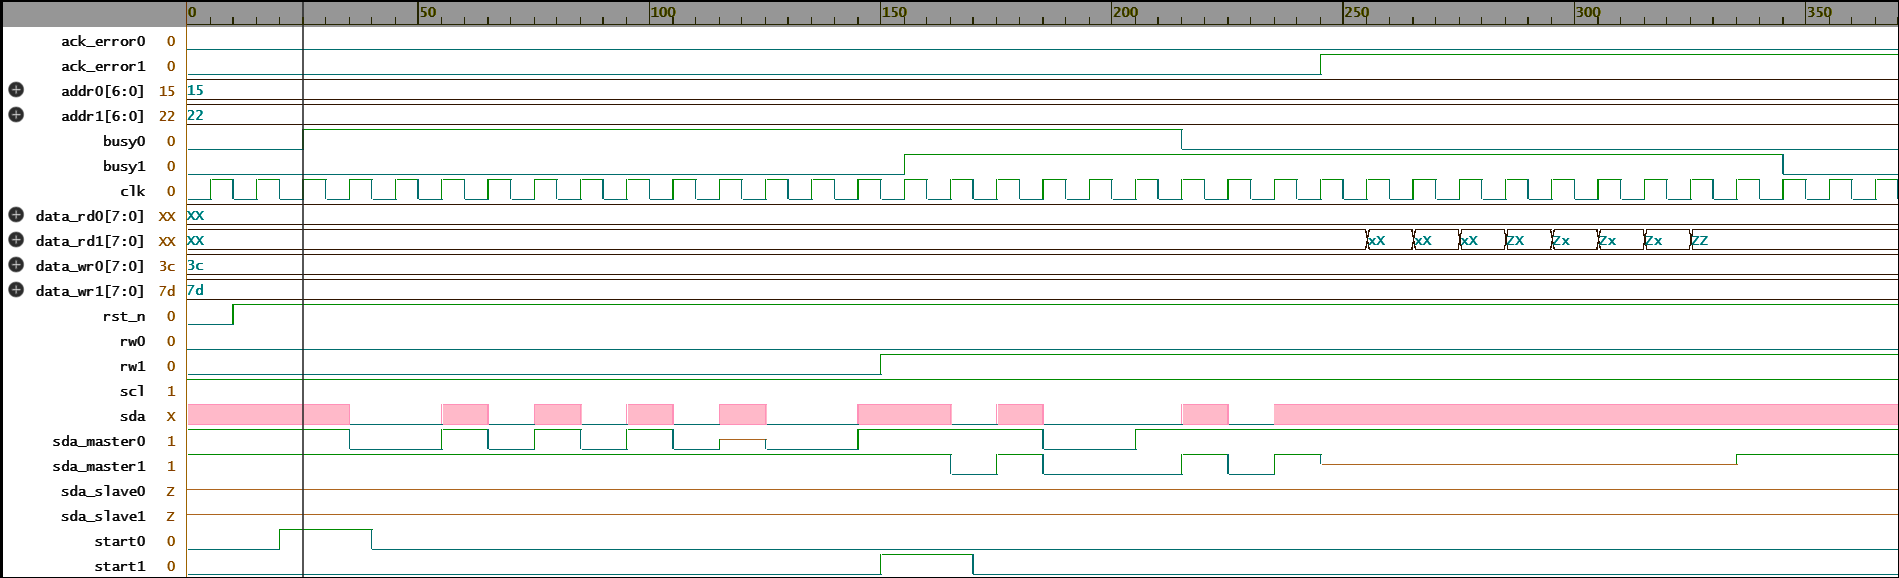 0 50 100 150 200 250 300 350
ack_error0 0
ack_error1 0
addr0[6:0] 15 15
addr1[6:0] 22 22
busy0 0
busy1 0
clk 0
data_rd0[7:0] XX XX
data_rd1[7:0] XX XX xX xX xX ZX Zx Zx Zx ZZ
data_wr0[7:0] 3c 3c
data_wr1[7:0] 7d 7d
rst_n 0
rw0 0
rw1 0
scl 1
sda X
sda_master0 1
sda_master1 1
sda_slave0 Z
sda_slave1 Z
start0 0
start1 0